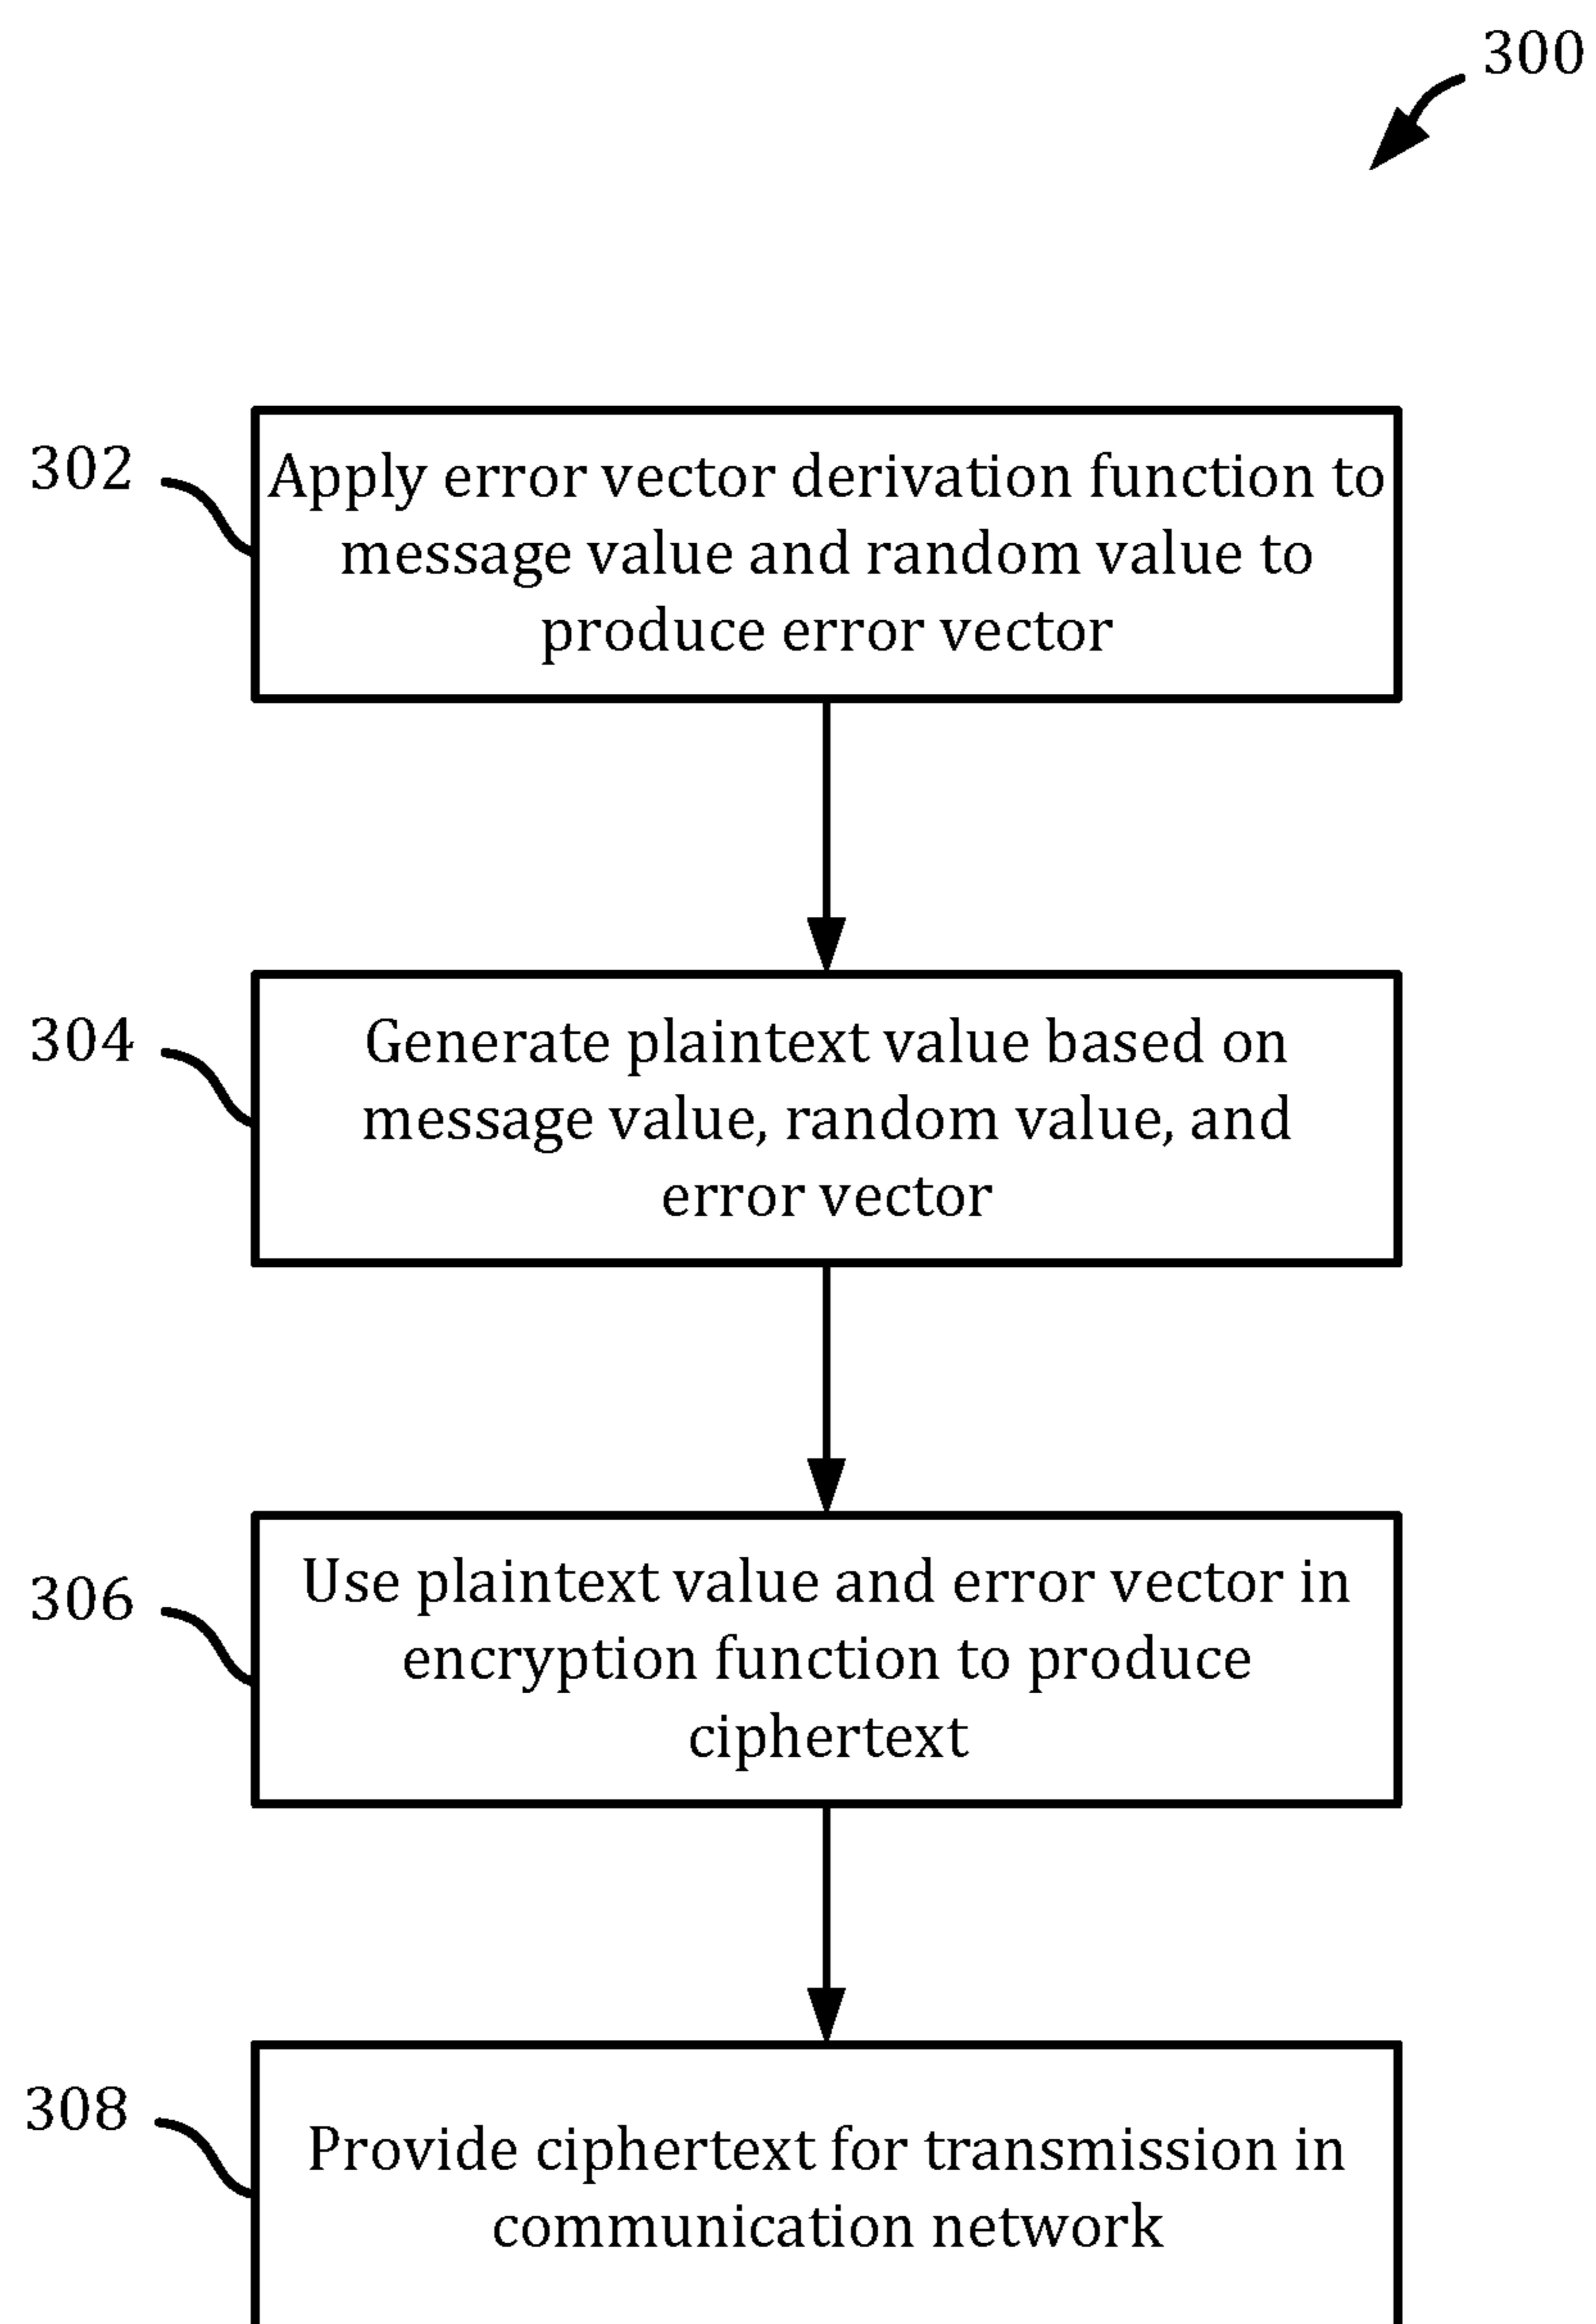 300
302
Apply error vector derivation function to
message value and random value to
produce error vector
304
Generate plaintext value based on
message value, random value, and
error vector
306
Use plaintext value and error vector in
encryption function to produce
ciphertext
308
Provide ciphertext for transmission in
communication network